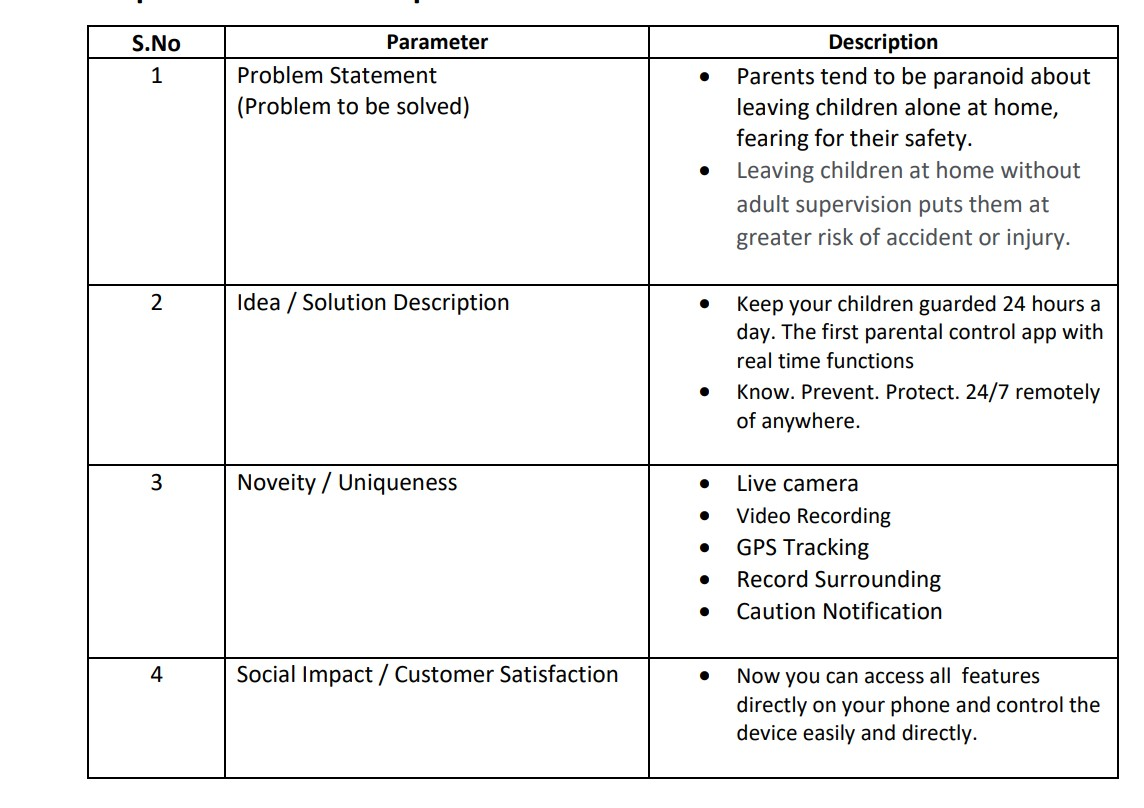 S.No Parameter Description
1 Problem Statement
(Problem to be solved)
• Parents tend to be paranoid about
leaving children alone at home,
fearing for their safety.
• Leaving children at home without
adult supervision puts them at
greater risk of accident or injury.
2 Idea / Solution Description
• Keep your children guarded 24 hours a
day. The first parental control app with
real time functions
• Know. Prevent. Protect. 24/7 remotely
of anywhere.
3 Noveity / Uniqueness
• Live camera
• Video Recording
• GPS Tracking
• Record Surrounding
• Caution Notification
4 Social Impact / Customer Satisfaction
• Now you can access all  features
directly on your phone and control the
device easily and directly.